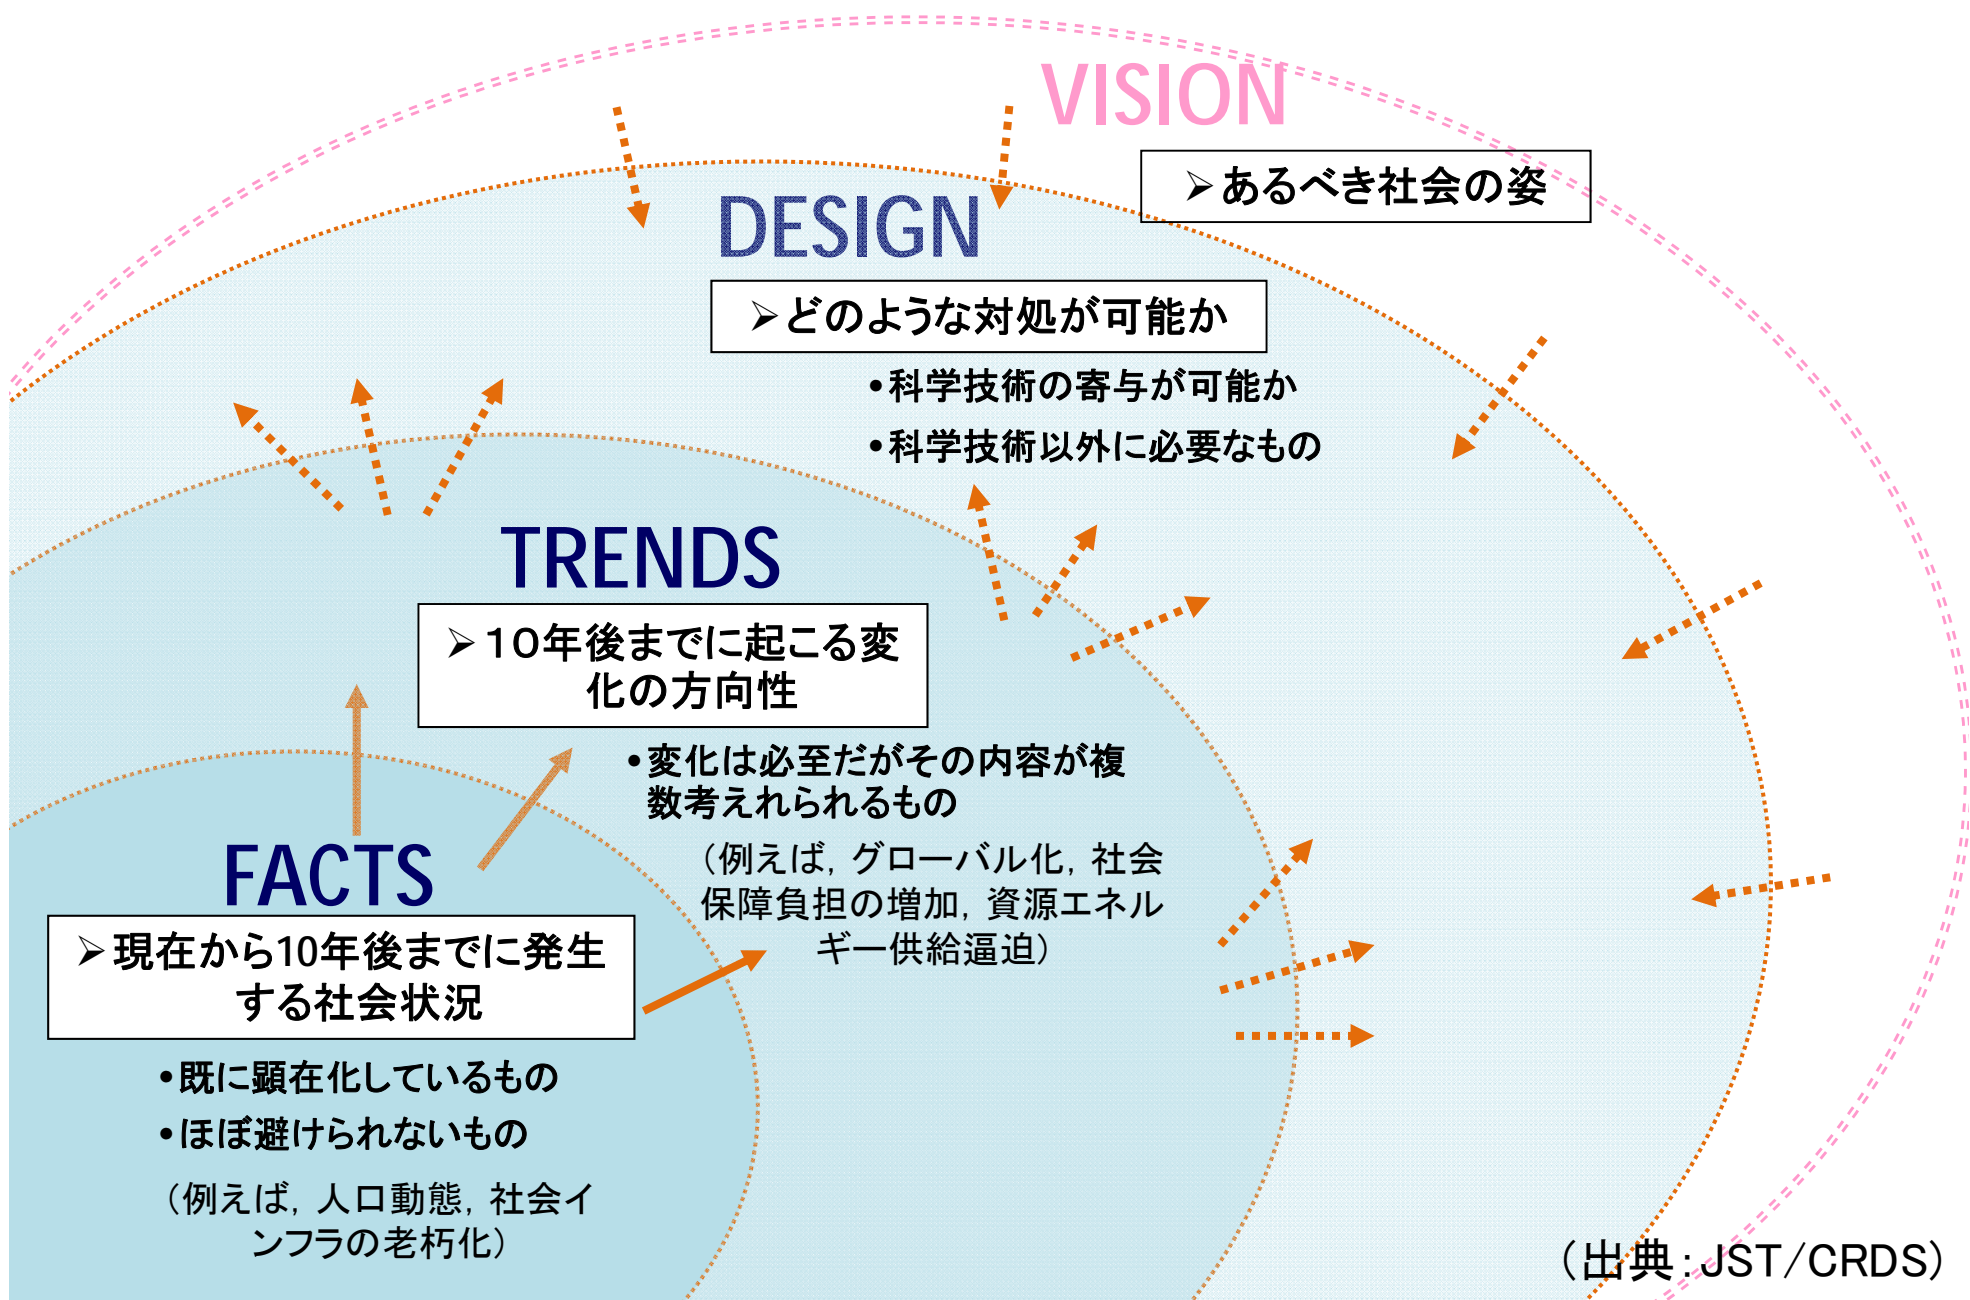 VISION
➢あるべき社会の姿
DESIGN
➢どのような対処が可能か
•科学技術の寄与が可能か
•科学技術以外に必要なもの
TRENDS
➢１０年後までに起こる変
化の方向性
•変化は必至だがその内容が複
数考えれられるもの
（例えば，グローバル化，社会
保障負担の増加，資源エネル
ギー供給逼迫）
FACTS
➢現在から10年後までに発生
する社会状況
•既に顕在化しているもの
•ほぼ避けられないもの
（例えば，人口動態，社会イ
ンフラの老朽化）
（出典：JST/CRDS）